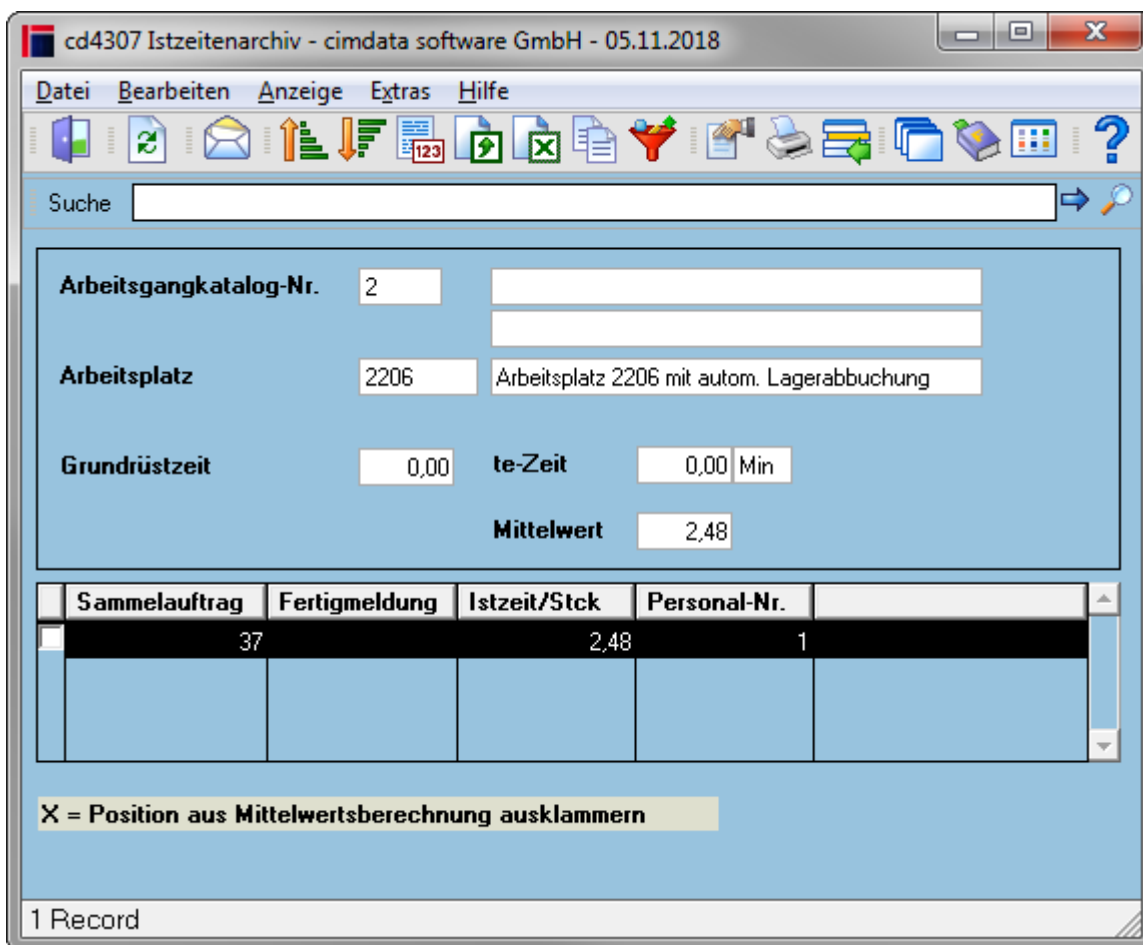 cd4307 Istzeitenarchiv - cimdata software GmbH - 05.11.2018
Datei Bearbeiten Anzeige Extras Hilfe
123
Suche
Arbeitsgangkatalog-Nr. 2
Arbeitsplatz 2206 Arbeitsplatz 2206 mit autom. Lagerabbuchung
Grundrüstzeit 0,00 te-Zeit 0,00 Min
Mittelwert 2,48
Sammelauftrag Fertigmeldung Istzeit/Stck Personal-Nr.
37 2,48 1
X = Position aus Mittelwertsberechnung ausklammern
1 Record